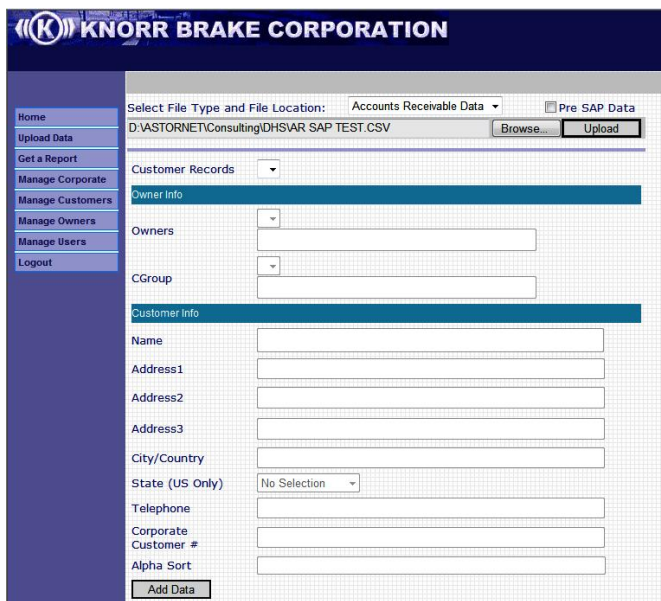 ((K)) KNORR BRAKE CORPORATION
Home
Upload Data
Get a Report
Manage Corporate
Manage Customers
Manage Owners
Manage Users
Logout
Select File Type and File Location: Accounts Receivable Data Pre SAP Data
D:\ASTORNET\Consulting\DHS\AR SAP TEST.CSV Browse... Upload
Customer Records
Owner Info
Owners
CGroup
Customer Info
Name
Address1
Address2
Address3
City/Country
State (US Only) No Selection
Telephone
Corporate
Customer #
Alpha Sort
Add Data